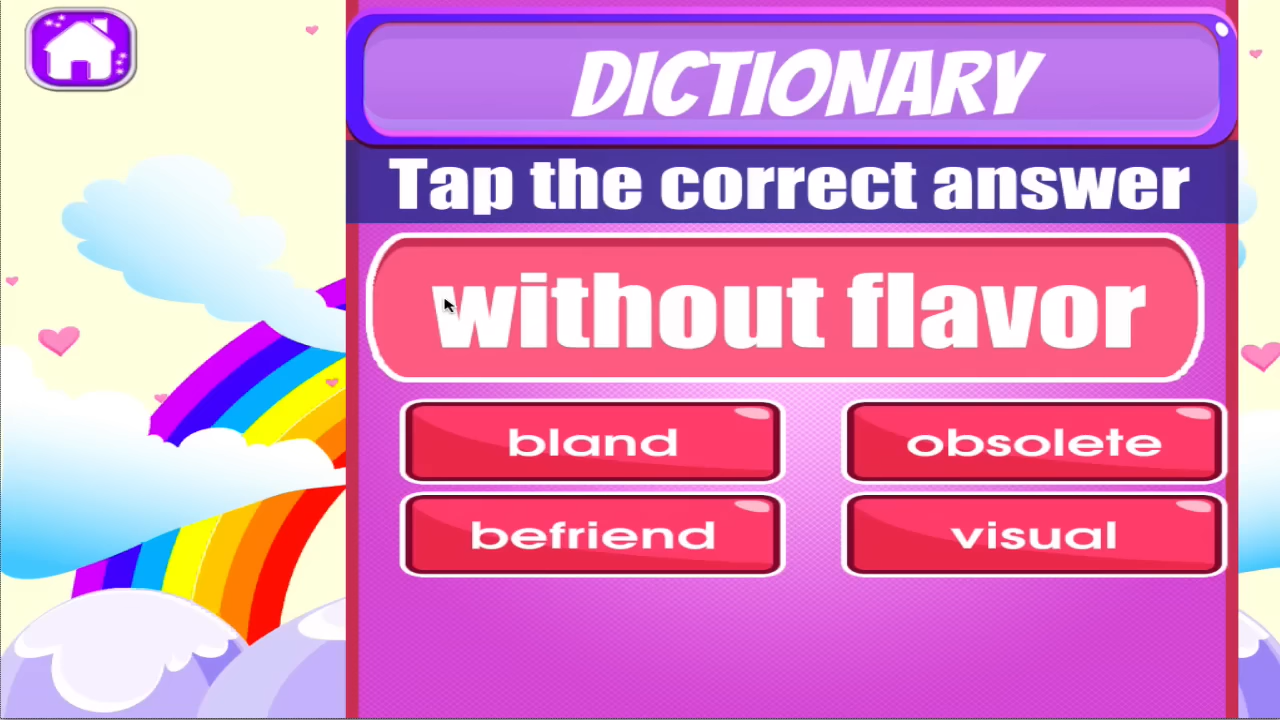 DICTIONARY
Tap the correct answer
without flavor
bland
obsolete
befriend
visual